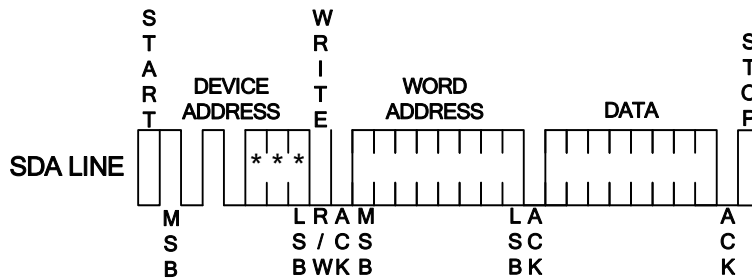 START
WRITE
STOP
DEVICE
ADDRESS
WORD
ADDRESS
DATA
SDA LINE
* * *
MSB
LSB
R/W
ACK
MSB
LSB
ACK
ACK